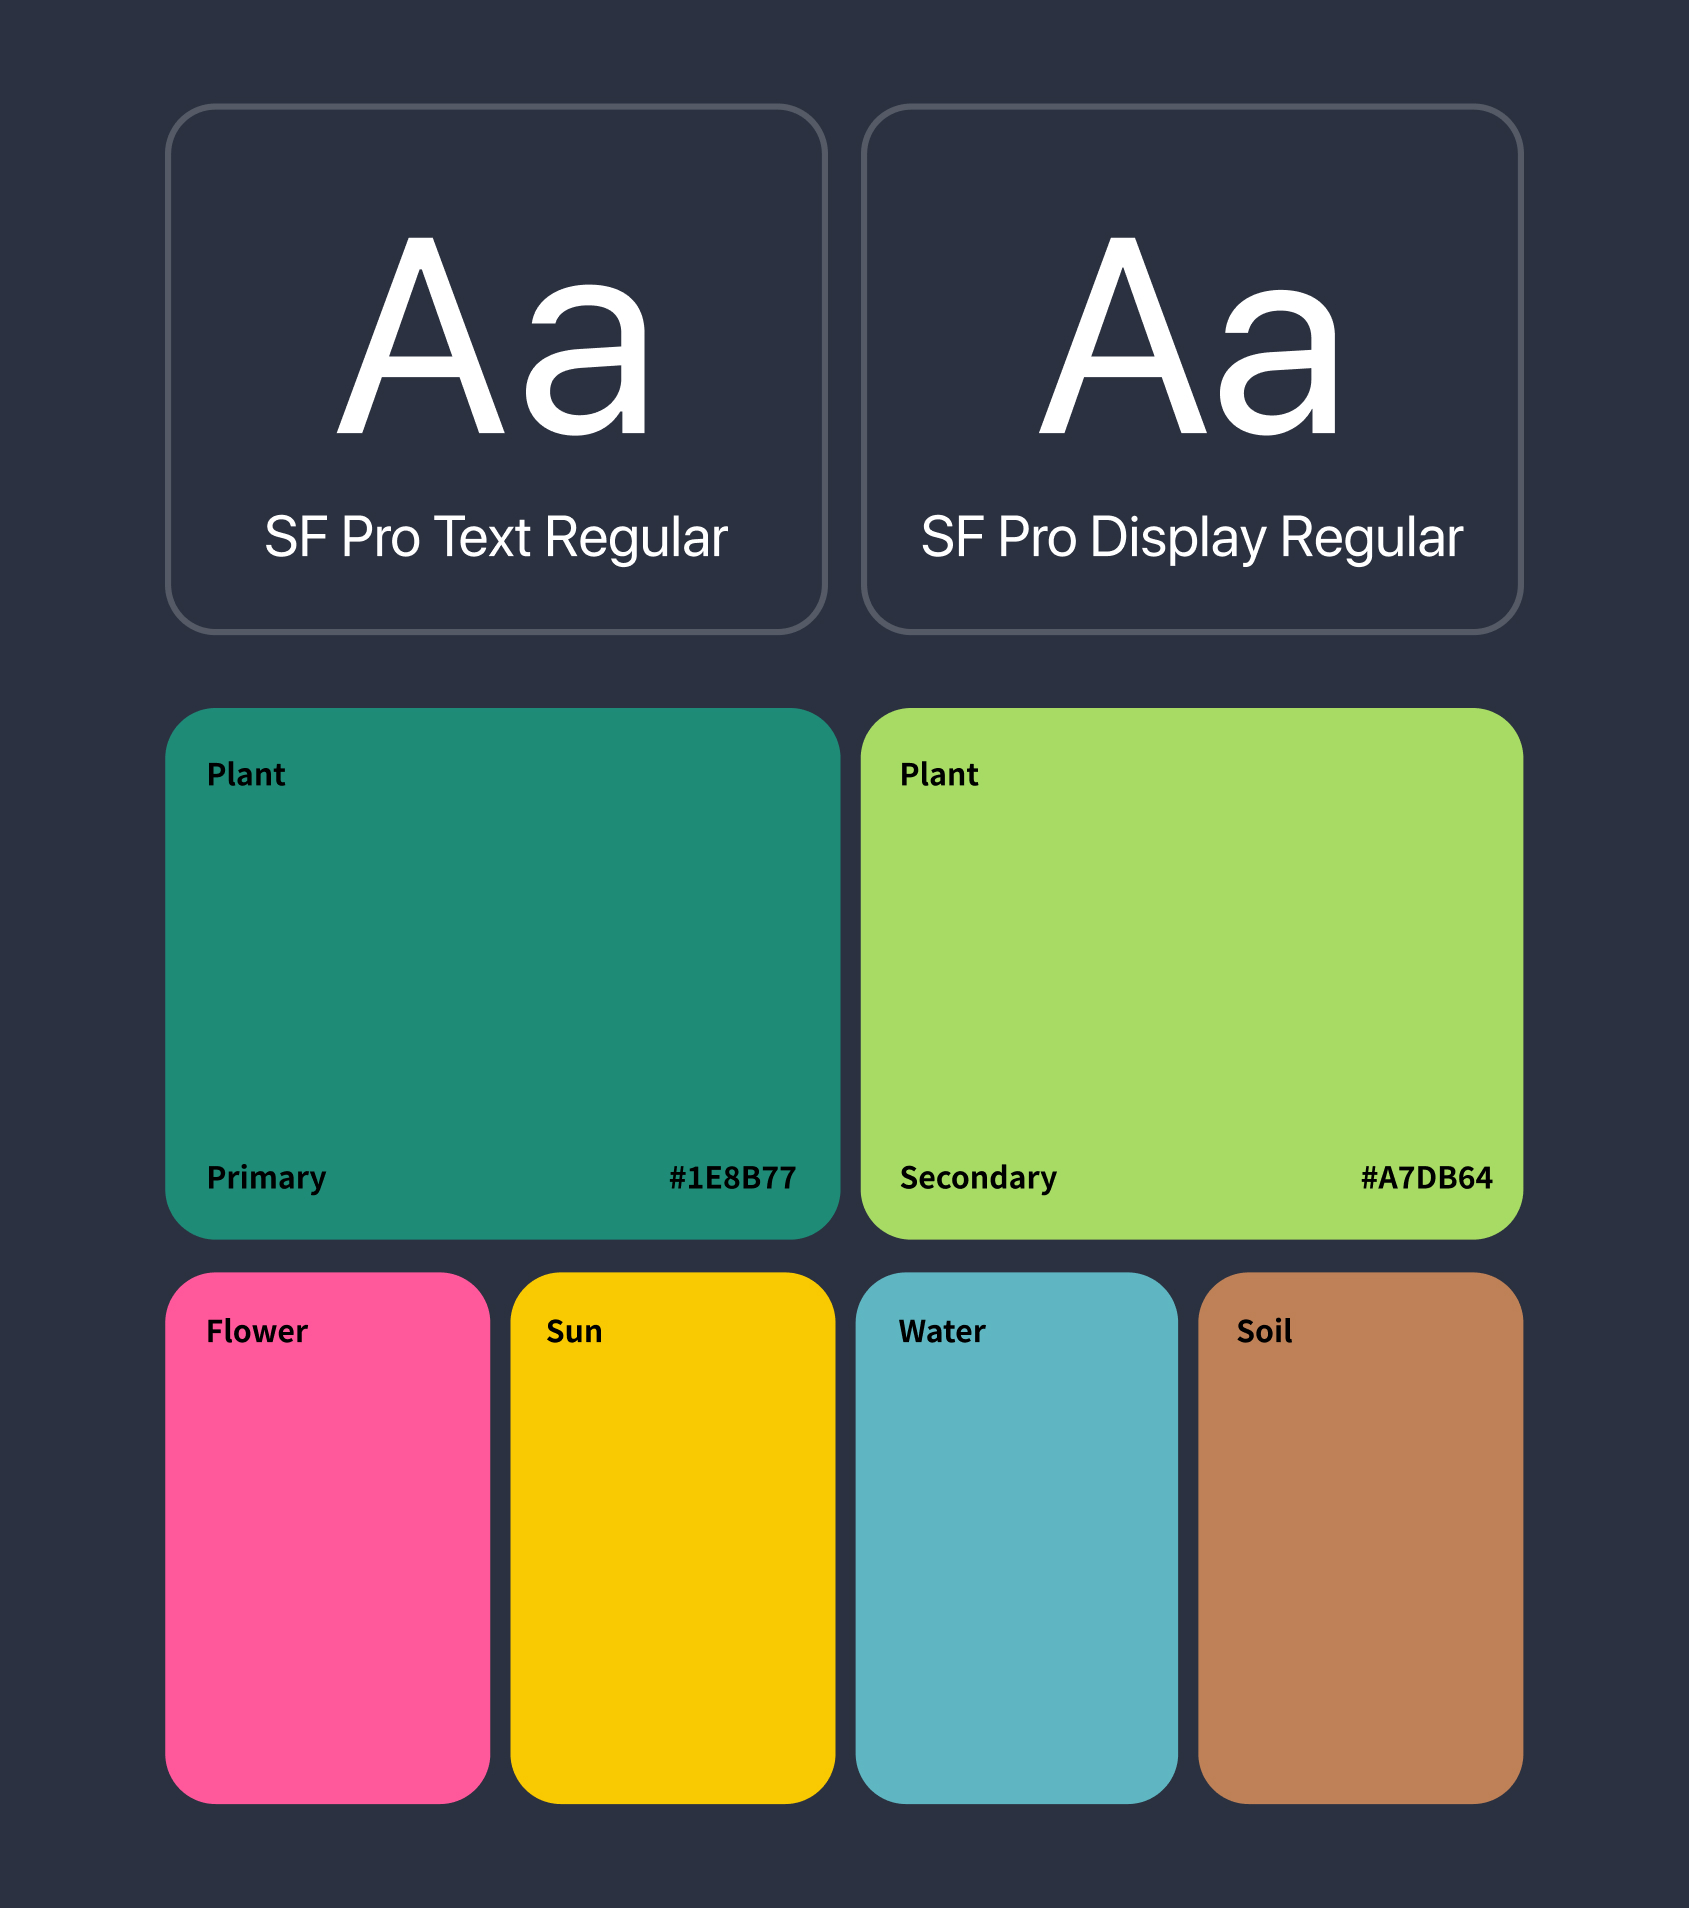 Aa
SF Pro Text Regular
Aa
SF Pro Display Regular
Plant
Primary
#1E8B77
Plant
Secondary
#A7DB64
Flower
Sun
Water
Soil